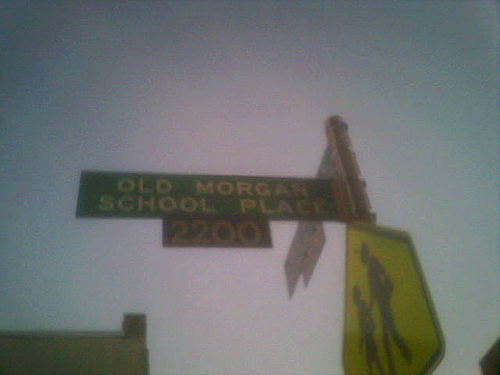 OLD MORGAN
SCHOOL PLACE
2200